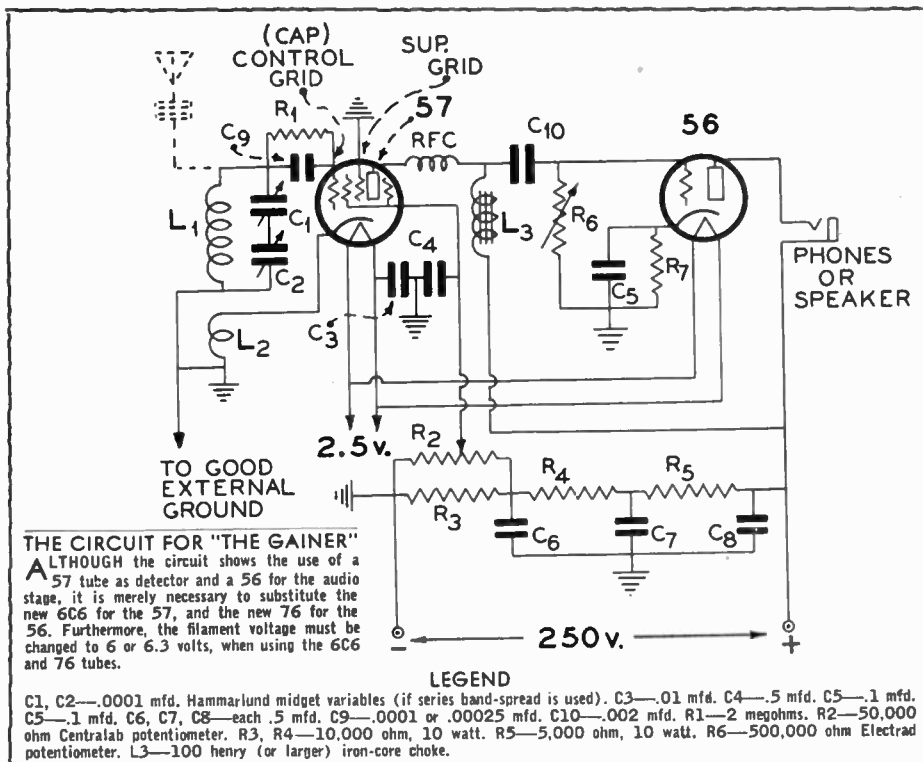 (CAP)
CONTROL
GRID
SUP.
GRID
57
56
R1
C9
RFC
C10
L1
C1
C2
L3
R6
C4
C5
R7
PHONES
OR
SPEAKER
L2
C3
2.5 v.
TO GOOD
EXTERNAL
GROUND
R2
R3
R4
R5
C6
C7
C8
- 250 v. +
THE CIRCUIT FOR "THE GAINER"
ALTHOUGH the circuit shows the use of a
57 tube as detector and a 56 for the audio
stage, it is merely necessary to substitute the
new 6C6 for the 57, and the new 76 for the
56. Furthermore, the filament voltage must be
changed to 6 or 6.3 volts, when using the 6C6
and 76 tubes.
LEGEND
C1, C2—.0001 mfd. Hammarlund midget variables (if series band-spread is used). C3—.01 mfd. C4—.5 mfd. C5—.1 mfd.
C5—.1 mfd. C6, C7, C8—each .5 mfd. C9—.0001 or .00025 mfd. C10—.002 mfd. R1—2 megohms. R2—50,000
ohm Centralab potentiometer. R3, R4—10,000 ohm, 10 watt. R5—5,000 ohm, 10 watt. R6—500,000 ohm Electrad
potentiometer. L3—100 henry (or larger) iron-core choke.